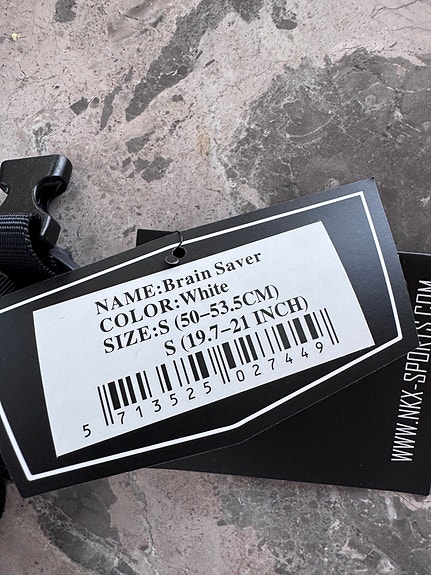 NAME:Brain Saver
COLOR:White
SIZE:S (50–53.5CM)
S (19.7–21 INCH)
5 713525 027449
WWW.NKX-SPORTS.COM